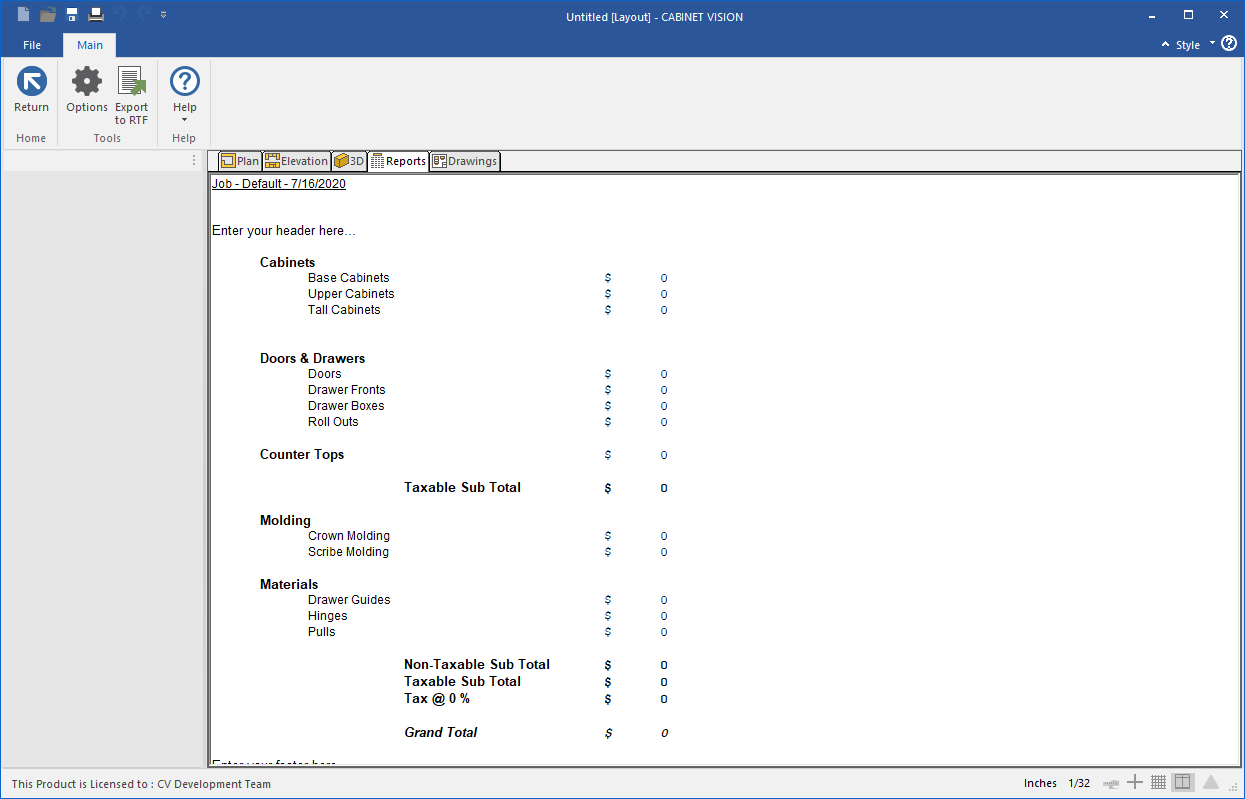 Untitled [Layout] - CABINET VISION
File Main Style
Return Options Export to RTF Help
Home Tools Help
Plan Elevation 3D Reports Drawings
Job - Default - 7/16/2020
Enter your header here...
Cabinets
Base Cabinets $ 0
Upper Cabinets $ 0
Tall Cabinets $ 0
Doors & Drawers
Doors $ 0
Drawer Fronts $ 0
Drawer Boxes $ 0
Roll Outs $ 0
Counter Tops $ 0
Taxable Sub Total $ 0
Molding
Crown Molding $ 0
Scribe Molding $ 0
Materials
Drawer Guides $ 0
Hinges $ 0
Pulls $ 0
Non-Taxable Sub Total $ 0
Taxable Sub Total $ 0
Tax @ 0 % $ 0
Grand Total $ 0
Enter your footer here
This Product is Licensed to : CV Development Team Inches 1/32